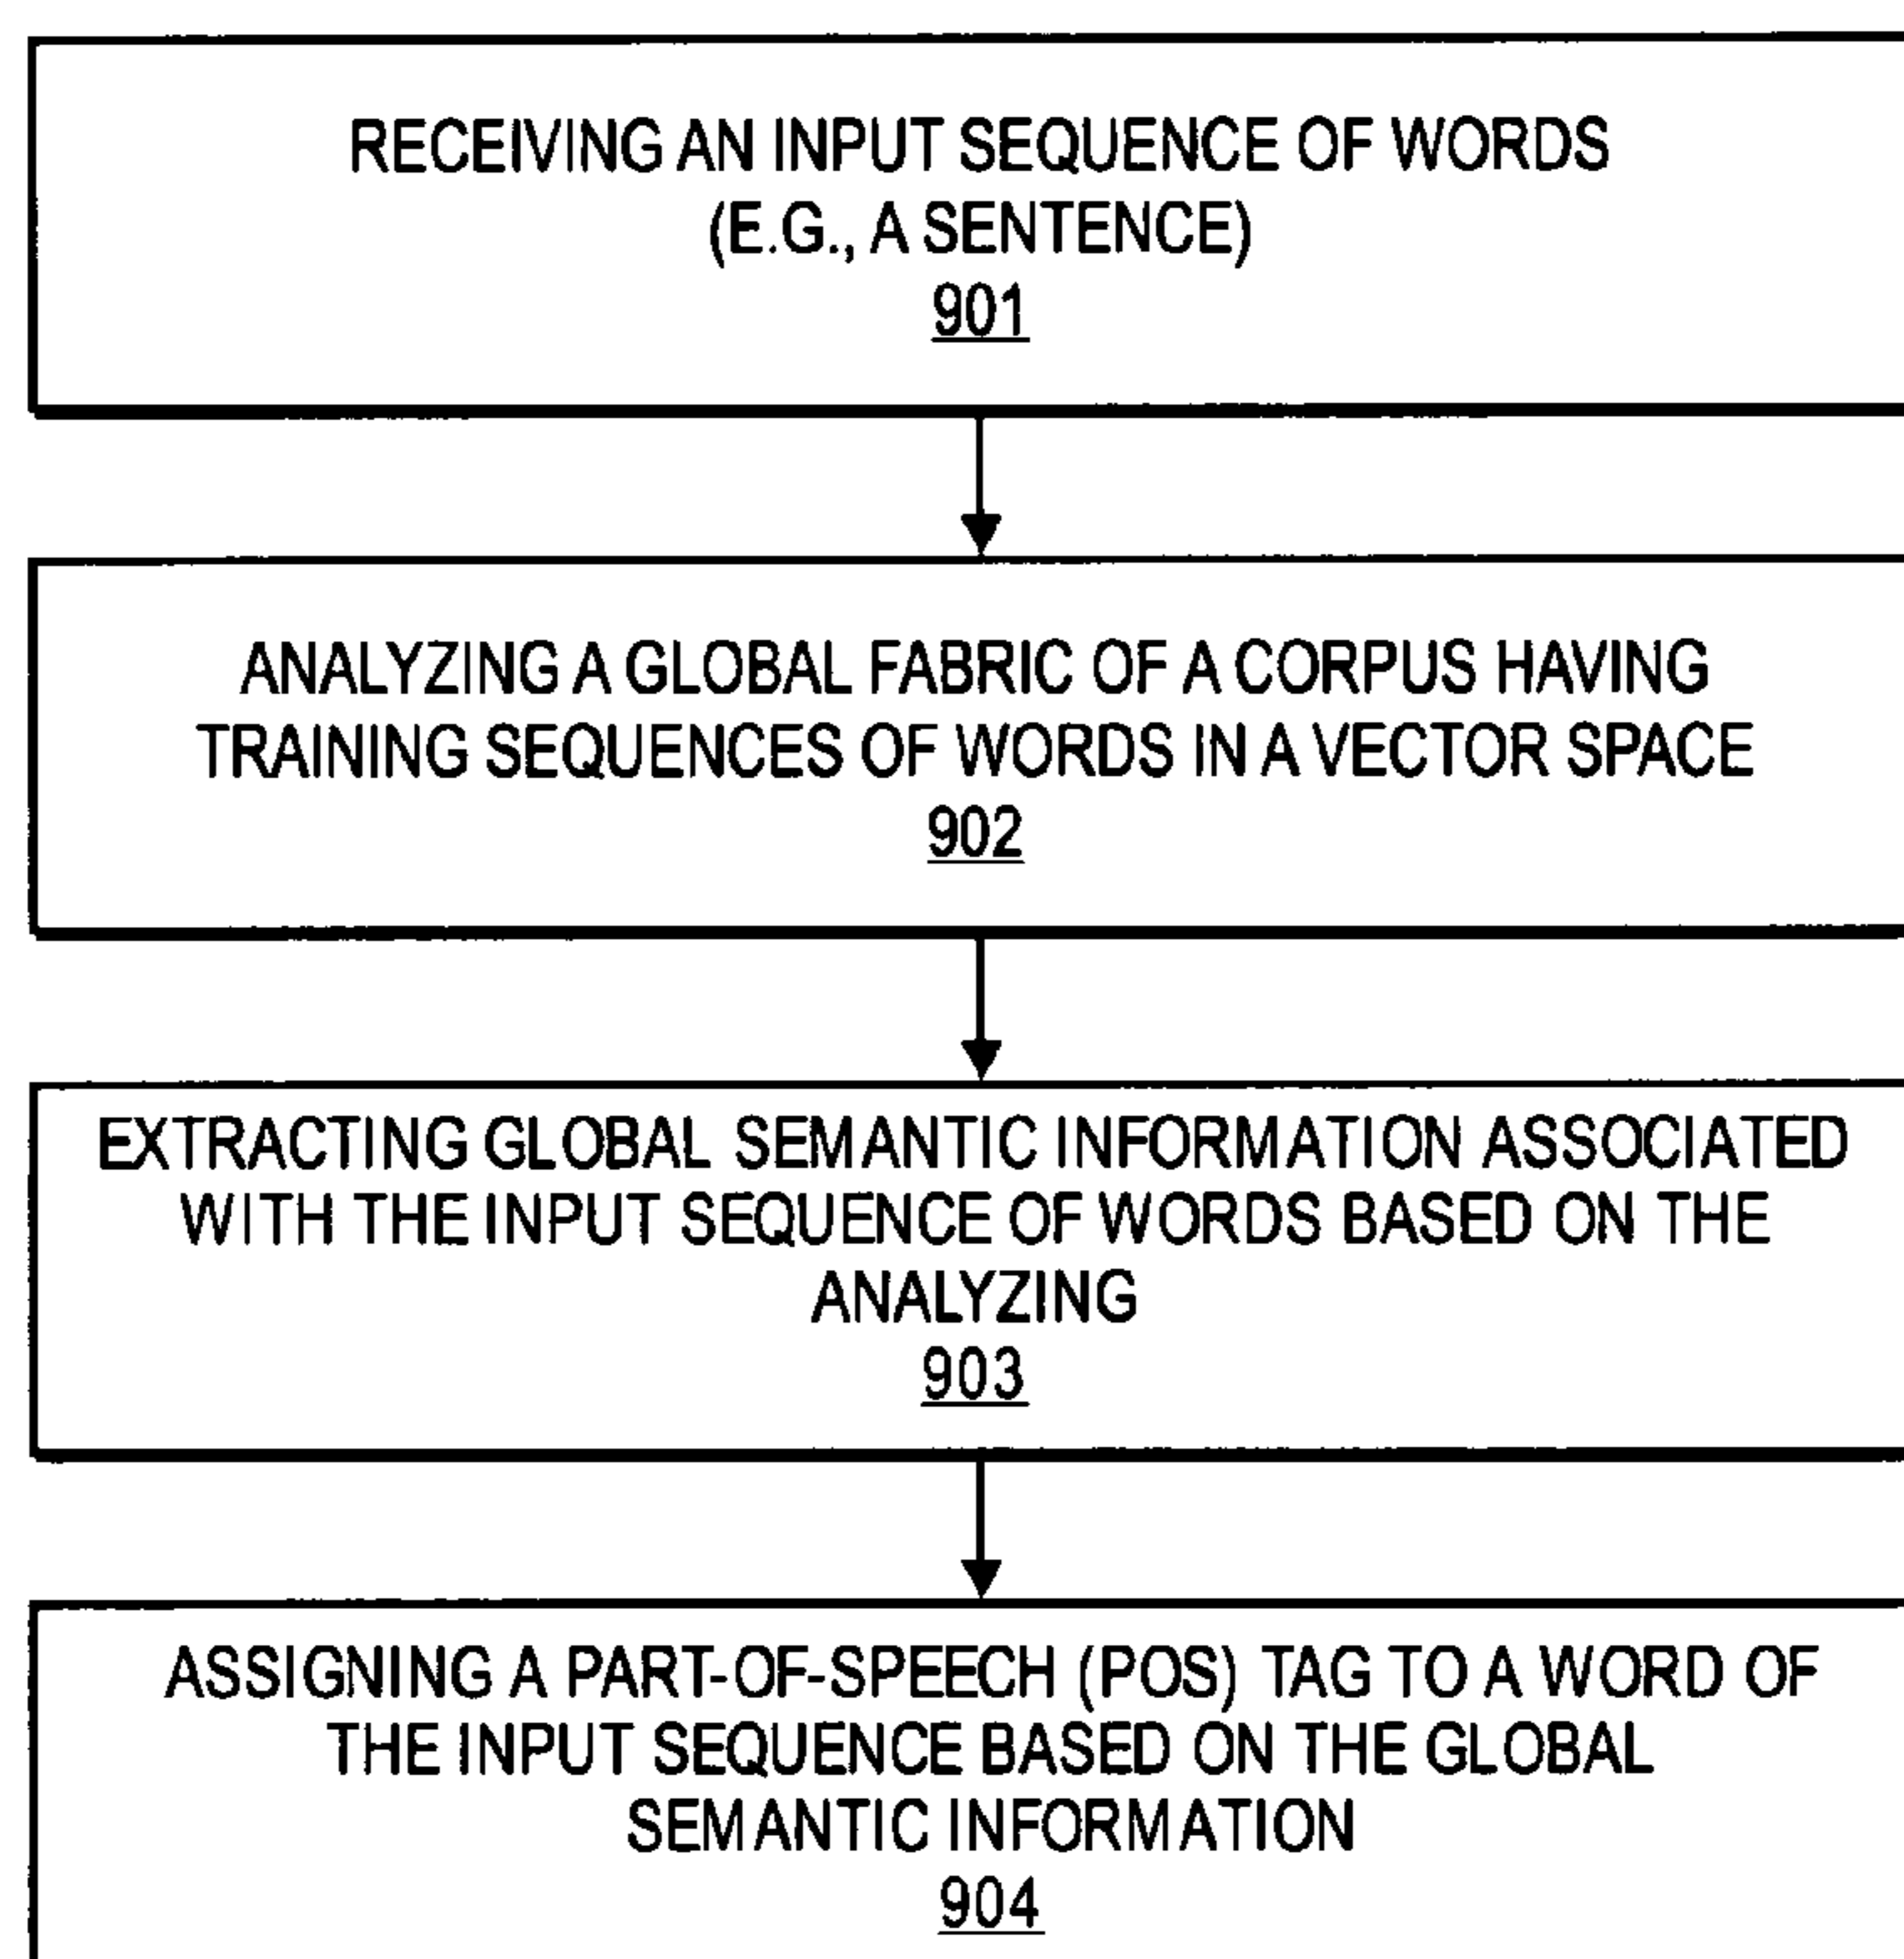 RECEIVING AN INPUT SEQUENCE OF WORDS
(E.G., A SENTENCE)
901
ANALYZING A GLOBAL FABRIC OF A CORPUS HAVING
TRAINING SEQUENCES OF WORDS IN A VECTOR SPACE
902
EXTRACTING GLOBAL SEMANTIC INFORMATION ASSOCIATED
WITH THE INPUT SEQUENCE OF WORDS BASED ON THE
ANALYZING
903
ASSIGNING A PART-OF-SPEECH (POS) TAG TO A WORD OF
THE INPUT SEQUENCE BASED ON THE GLOBAL
SEMANTIC INFORMATION
904